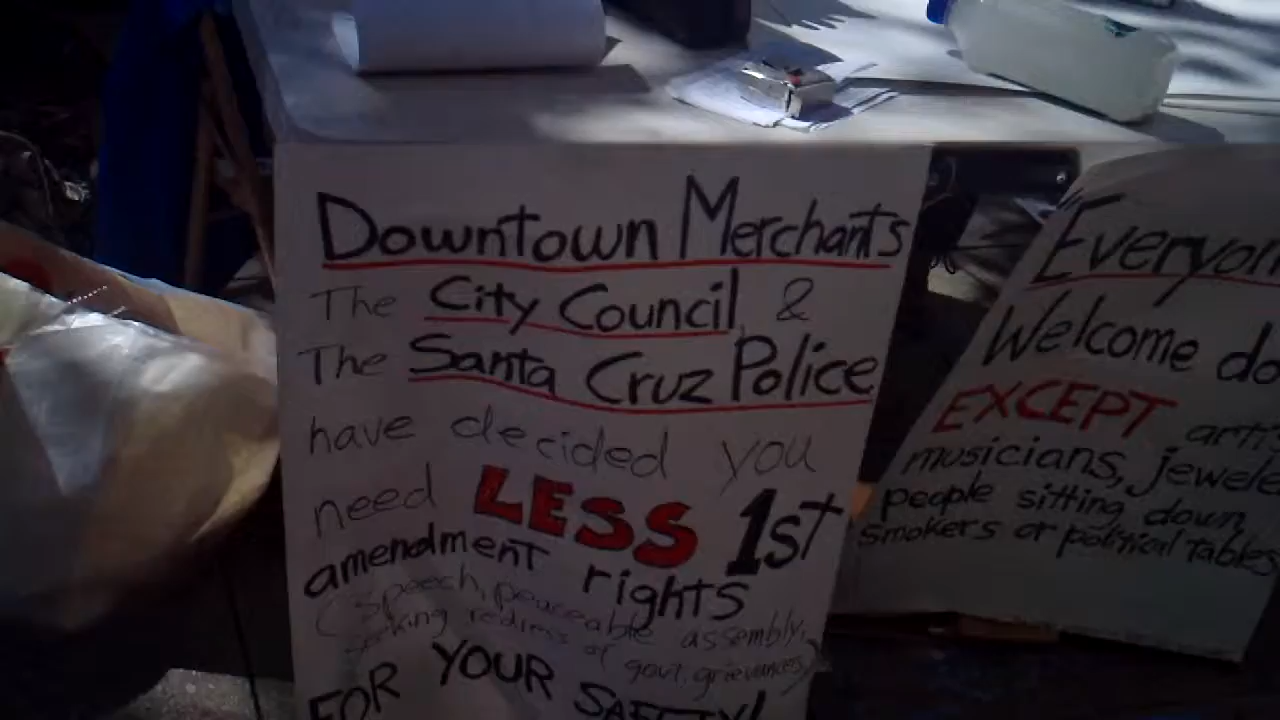 Downtown Merchants
The City Council &
The Santa Cruz Police
have decided you
need LESS 1st
amendment rights
(speech, peaceable assembly,
seeking redress of govt. grievances)
FOR YOUR SAFETY!
"Everyon
Welcome do
EXCEPT arti
musicians, jewele
people sitting down
smokers or political tables